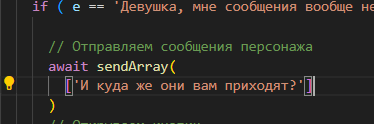 if ( e == 'Девушка, мне сообщения вообще не
// Отправляем сообщения персонажа
await sendArray(
['И куда же они вам приходят?']
)